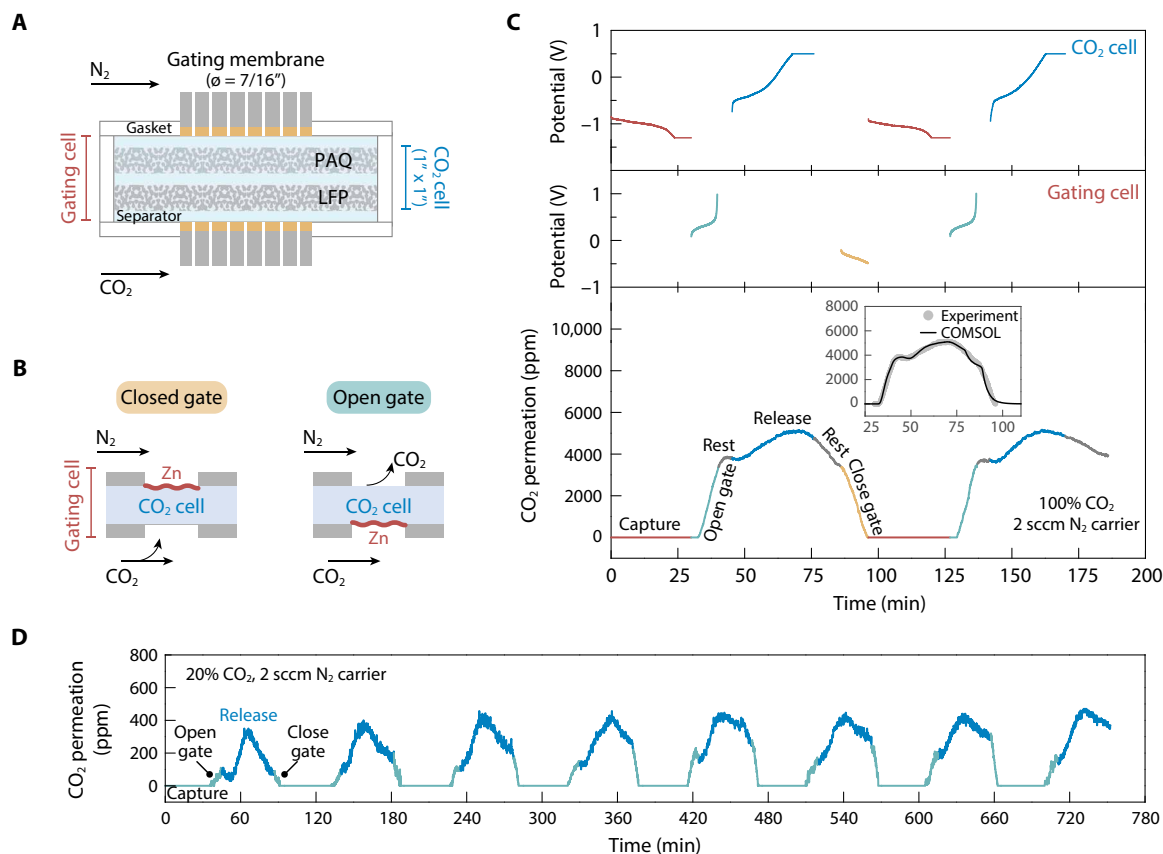 A
N2
Gating membrane
(ø = 7/16″)
Gasket
Gating cell
PAQ
LFP
CO2 cell
(1″ x 1″)
Separator
CO2
B
Closed gate
Open gate
N2
Zn
CO2 cell
Gating cell
CO2
N2
CO2
CO2 cell
Zn
CO2
C
Potential (V)
1
0
−1
CO2 cell
Potential (V)
1
0
−1
Gating cell
CO2 permeation (ppm)
10,000
8000
6000
4000
2000
0
8000
6000
4000
2000
0
Experiment
COMSOL
25
50
75
100
Capture
Open gate
Rest
Release
Rest
Close gate
100% CO2
2 sccm N2 carrier
0
25
50
75
100
125
150
175
200
Time (min)
D
CO2 permeation
(ppm)
800
600
400
200
0
20% CO2, 2 sccm N2 carrier
Release
Open
gate
Close
gate
Capture
0
60
120
180
240
300
360
420
480
540
600
660
720
780
Time (min)